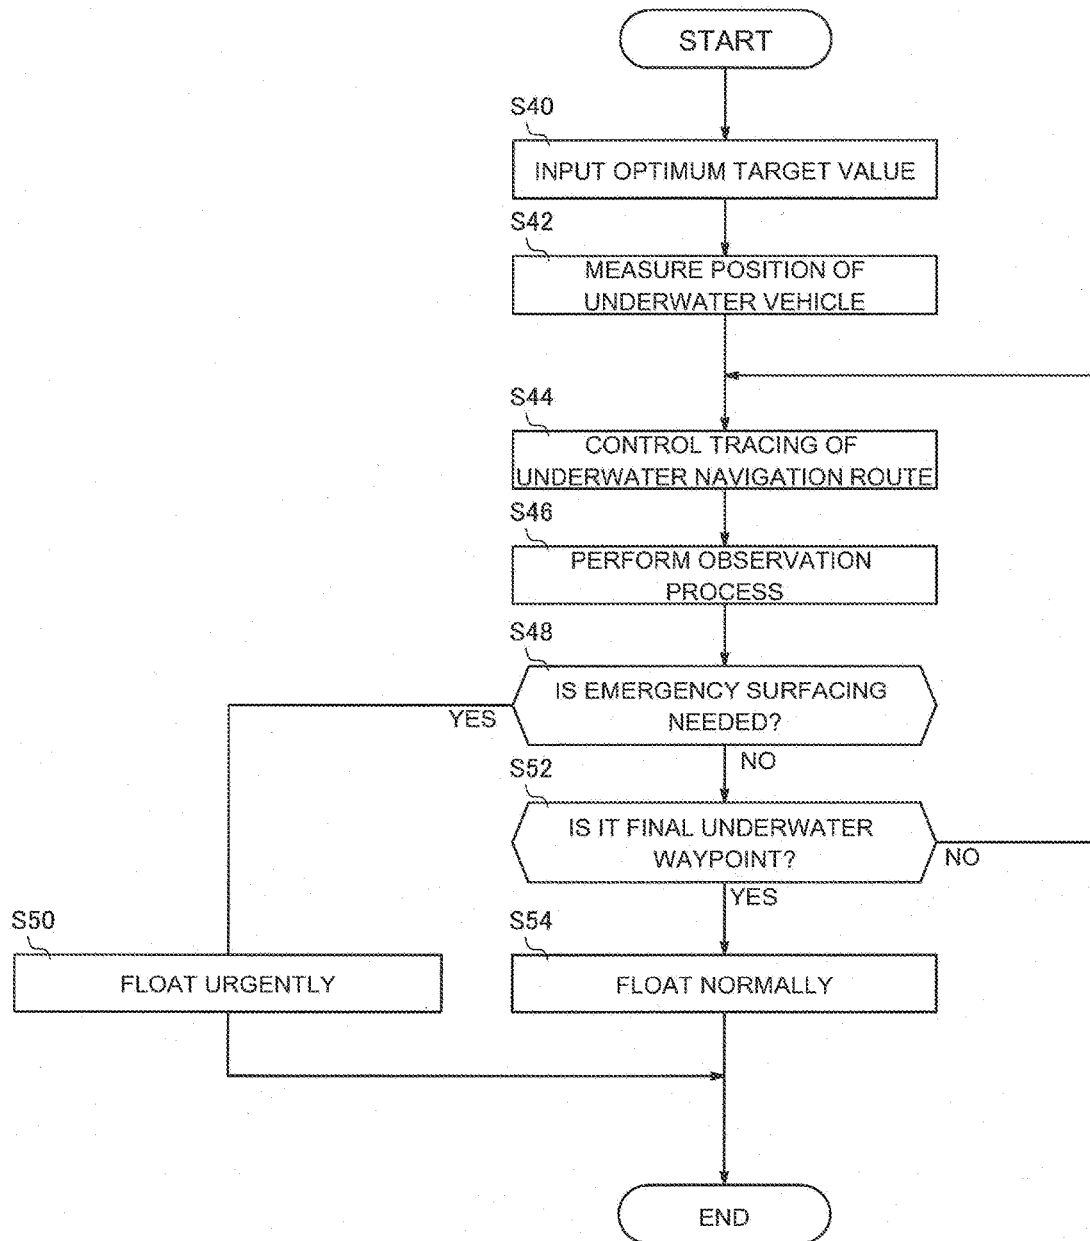 START
S40
INPUT OPTIMUM TARGET VALUE
S42
MEASURE POSITION OF
UNDERWATER VEHICLE
S44
CONTROL TRACING OF
UNDERWATER NAVIGATION ROUTE
S46
PERFORM OBSERVATION
PROCESS
S48
IS EMERGENCY SURFACING
NEEDED?
YES
NO
S52
IS IT FINAL UNDERWATER
WAYPOINT?
NO
YES
S50
FLOAT URGENTLY
S54
FLOAT NORMALLY
END